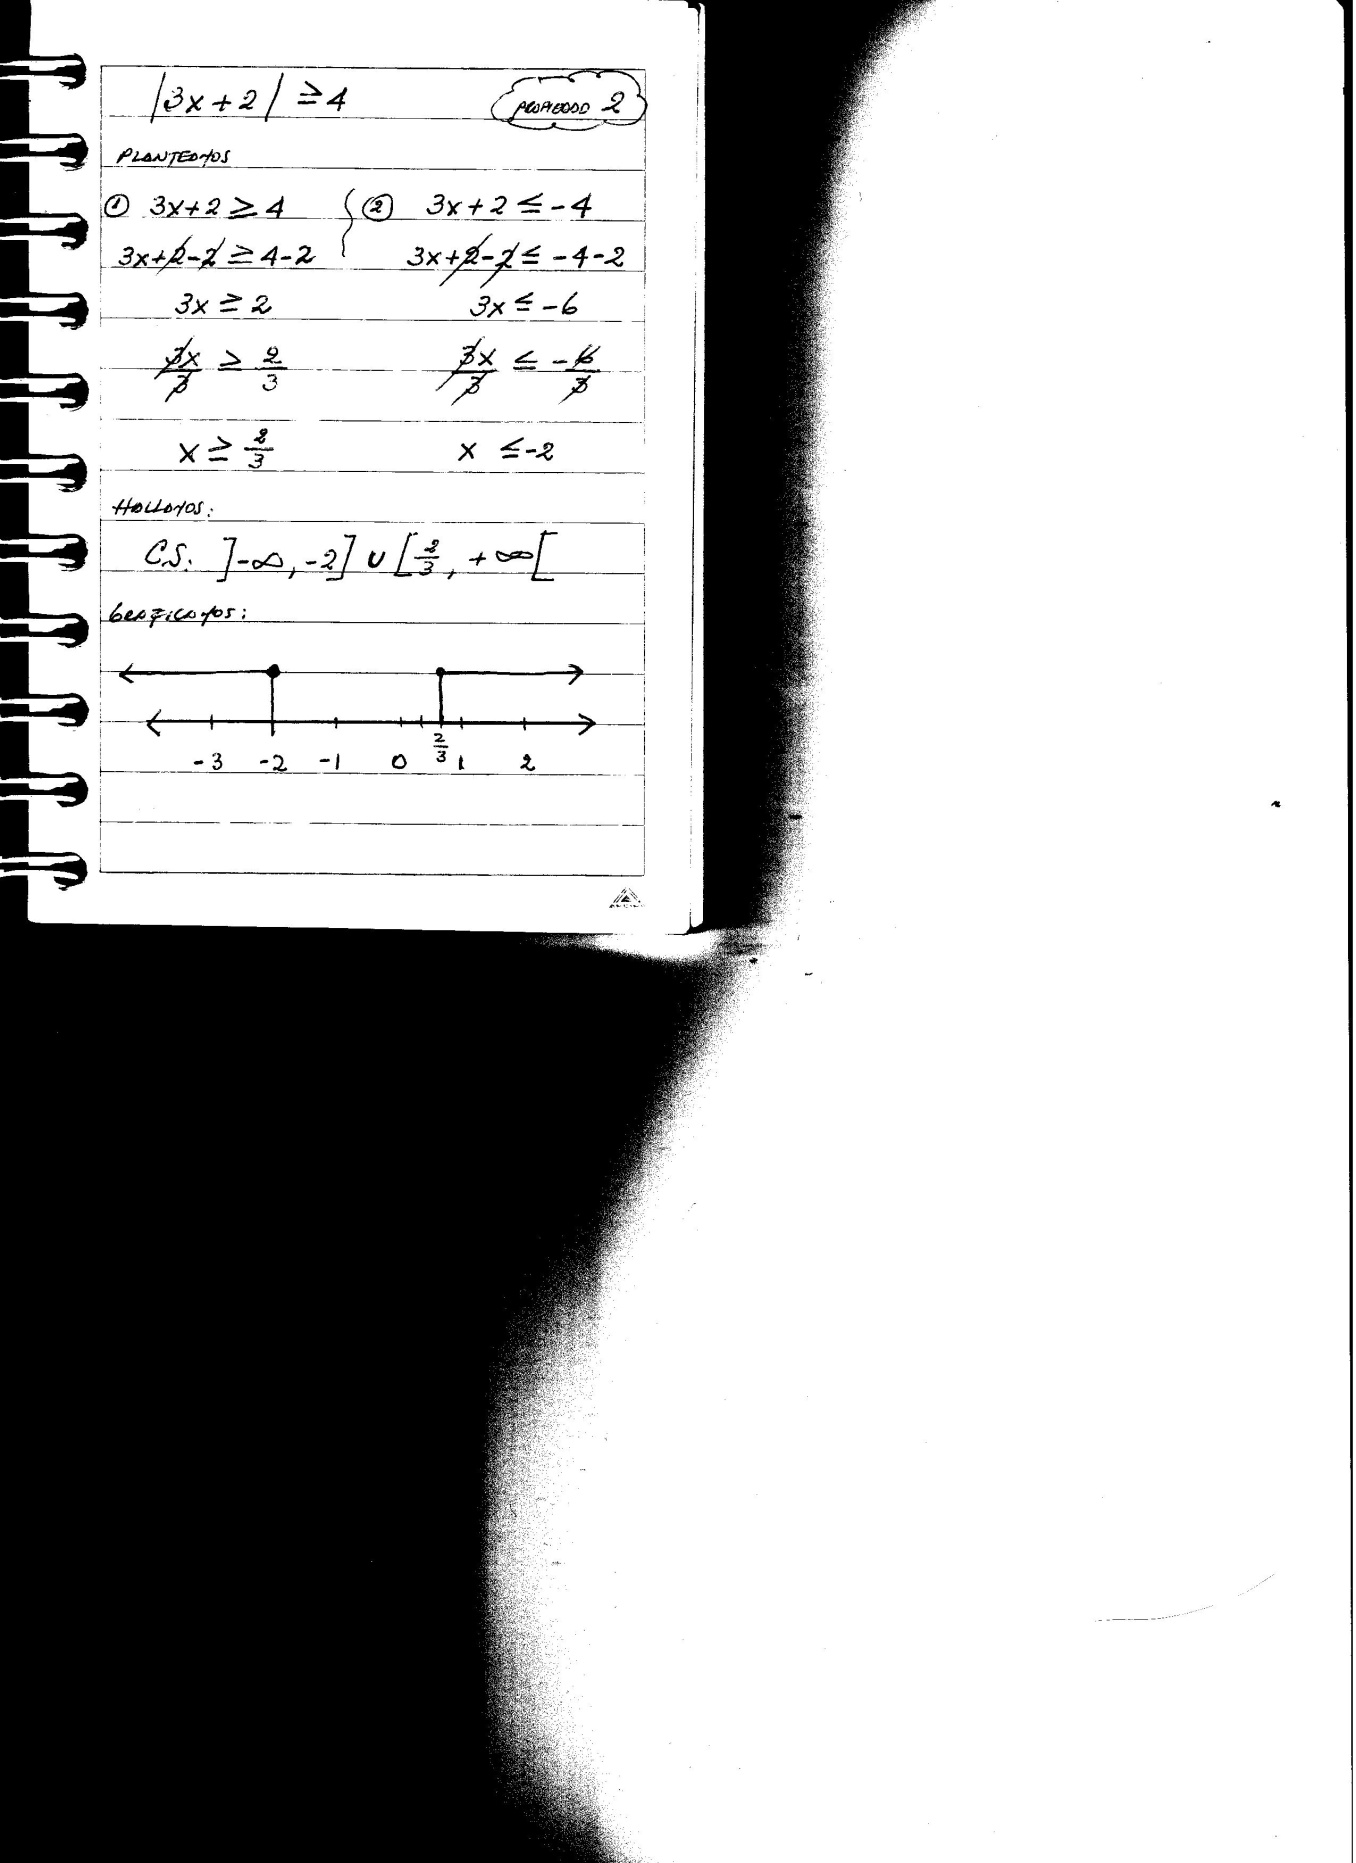 |3x+2| ≥ 4 PROPIEDAD 2
PLANTEAMOS
① 3x+2 ≥ 4 ② 3x+2 ≤ -4
3x+2-2 ≥ 4-2 3x+2-2 ≤ -4-2
3x ≥ 2 3x ≤ -6
3x/3 ≥ 2/3 3x/3 ≤ -6/3
x ≥ 2/3 x ≤ -2
HALLAMOS:
C.S. ]-∞, -2] ∪ [2/3, +∞[
GRAFICAMOS:
-3 -2 -1 0 2/3 1 2